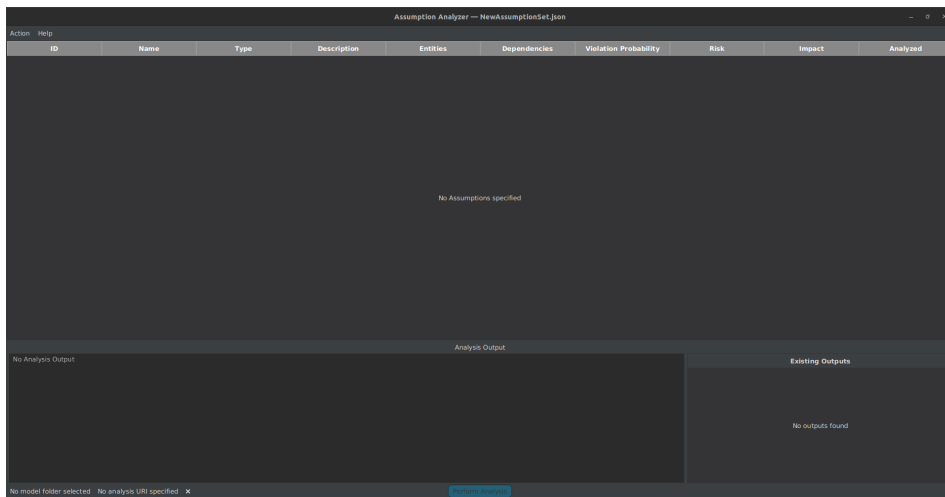 Assumption Analyzer — NewAssumptionSet.json
Action Help
ID Name Type Description Entities Dependencies Violation Probability Risk Impact Analyzed
No Assumptions specified
Analysis Output
No Analysis Output
Existing Outputs
No outputs found
No model folder selected No analysis URI specified ✕ Perform Analysis